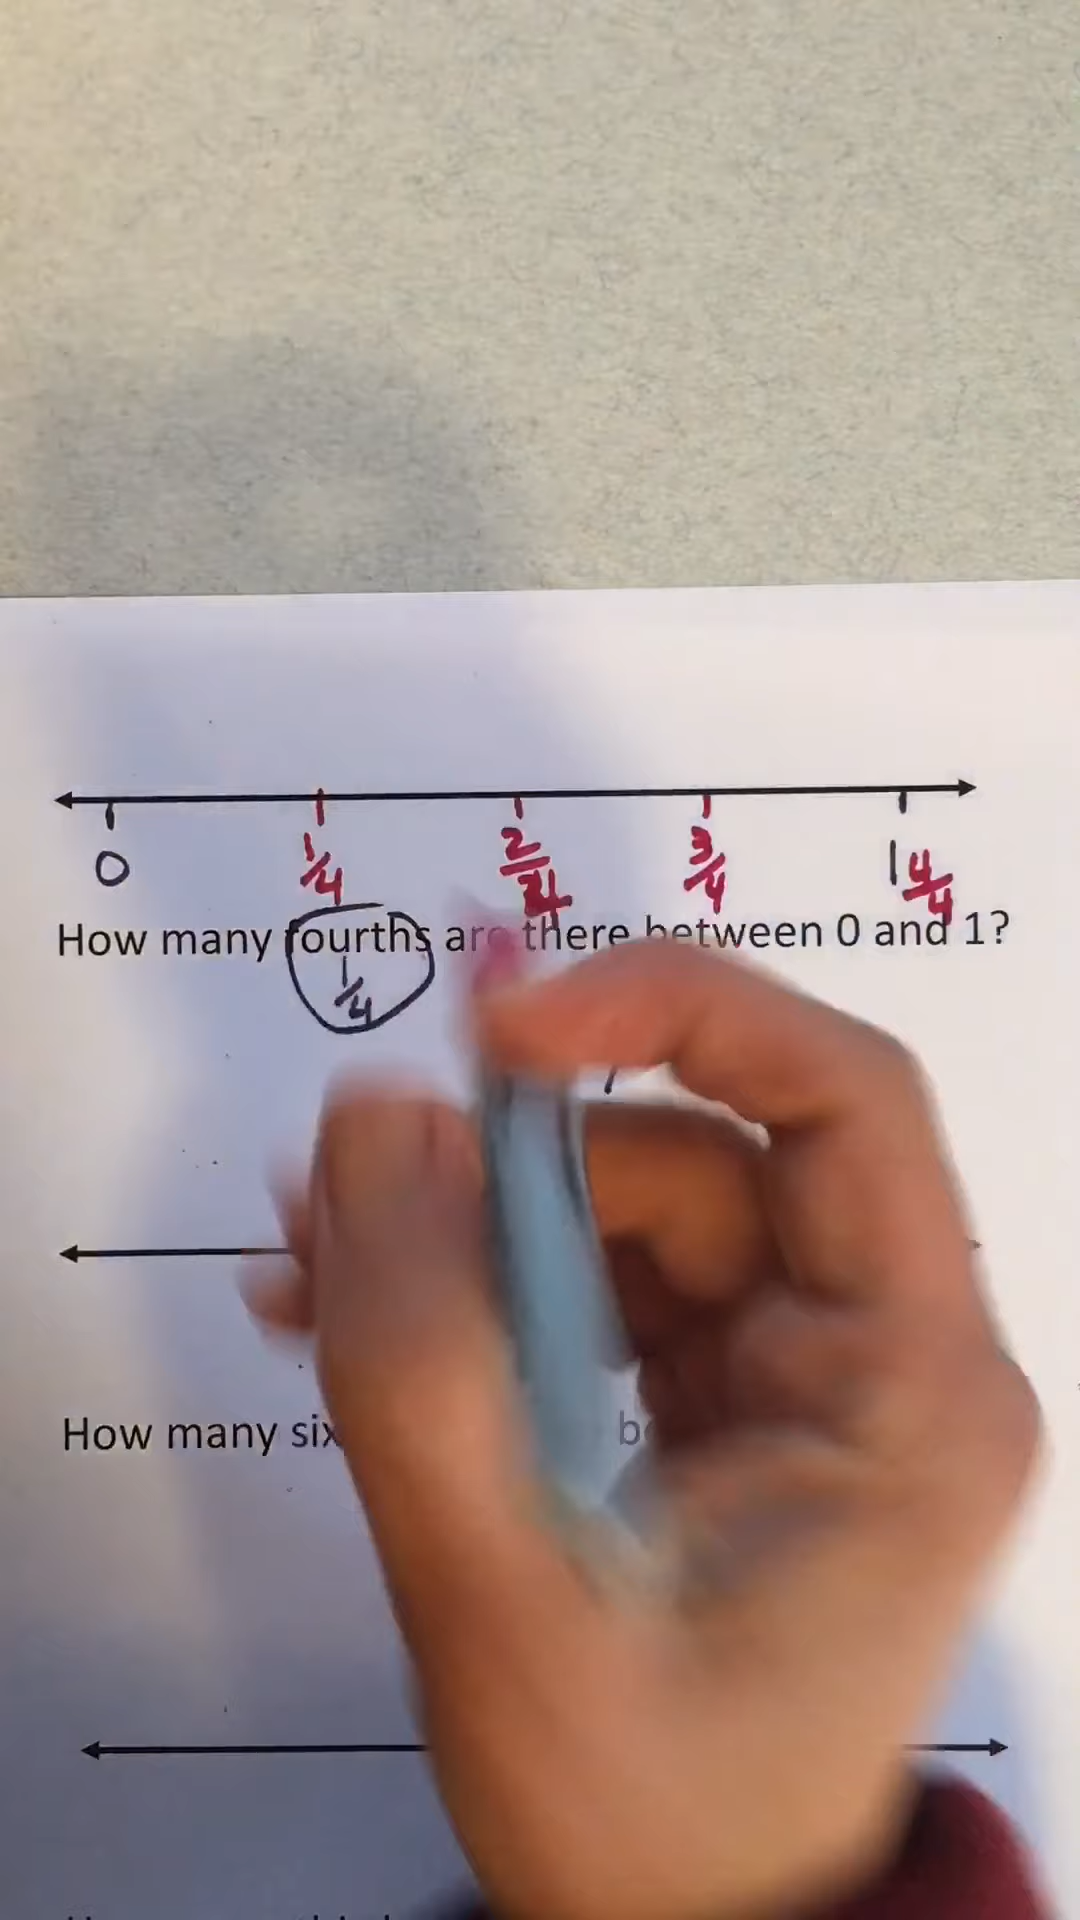 0 1/4 2/4 3/4 1 4/4
How many fourths are there between 0 and 1?
1/4
How many